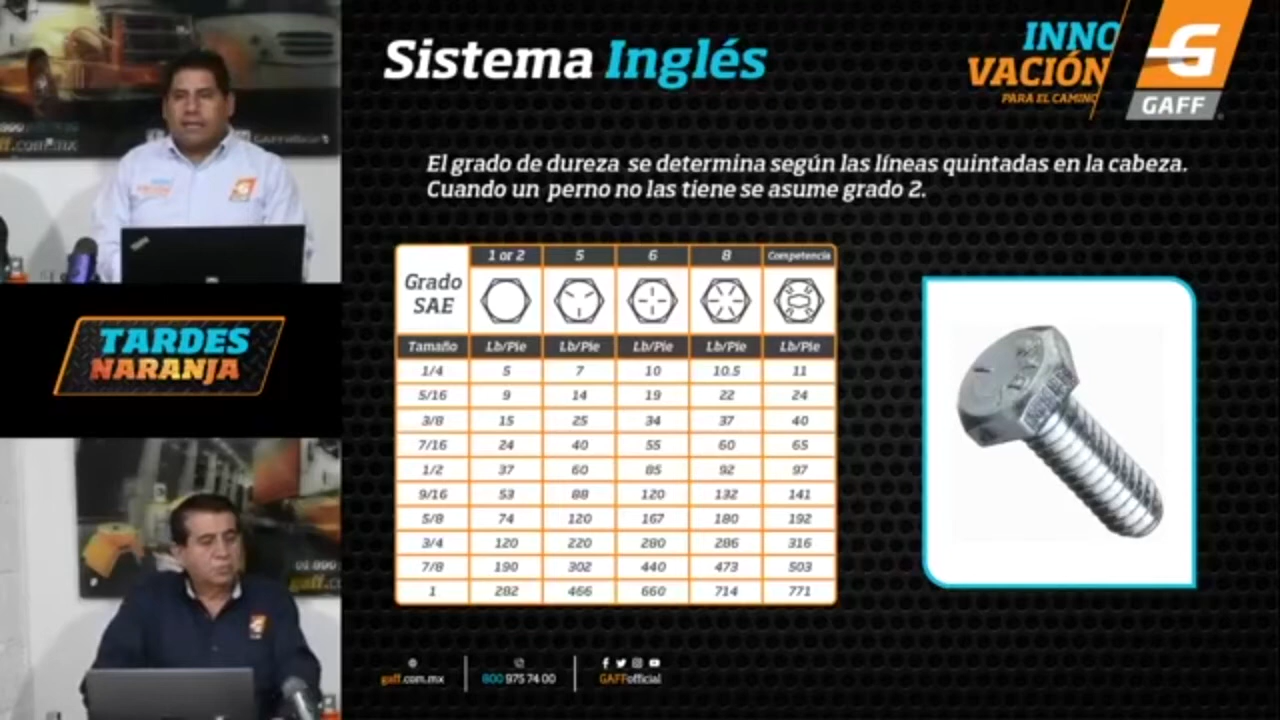 Sistema Inglés
INNO
VACIÓN
PARA EL CAMINO
G
GAFF
El grado de dureza se determina según las líneas quintadas en la cabeza.
Cuando un perno no las tiene se asume grado 2.
Grado SAE 1 or 2 5 6 8 Competencia
Tamaño Lb/Pie Lb/Pie Lb/Pie Lb/Pie Lb/Pie
1/4 5 7 10 10.5 11
5/16 9 14 19 22 24
3/8 15 25 34 37 40
7/16 24 40 55 60 65
1/2 37 60 85 92 97
9/16 53 88 120 132 141
5/8 74 120 167 180 192
3/4 120 220 280 286 316
7/8 190 302 440 473 503
1 282 466 660 714 771
TARDES
NARANJA
gaff.com.mx
800 975 74 00
GAFFofficial